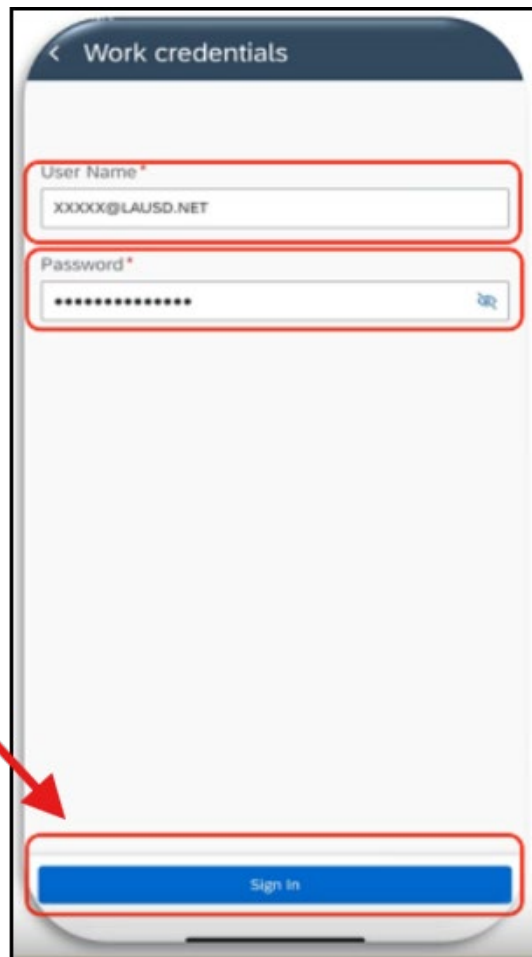 Work credentials
User Name*
XXXXX@LAUSD.NET
Password*
••••••••••••••
Sign In